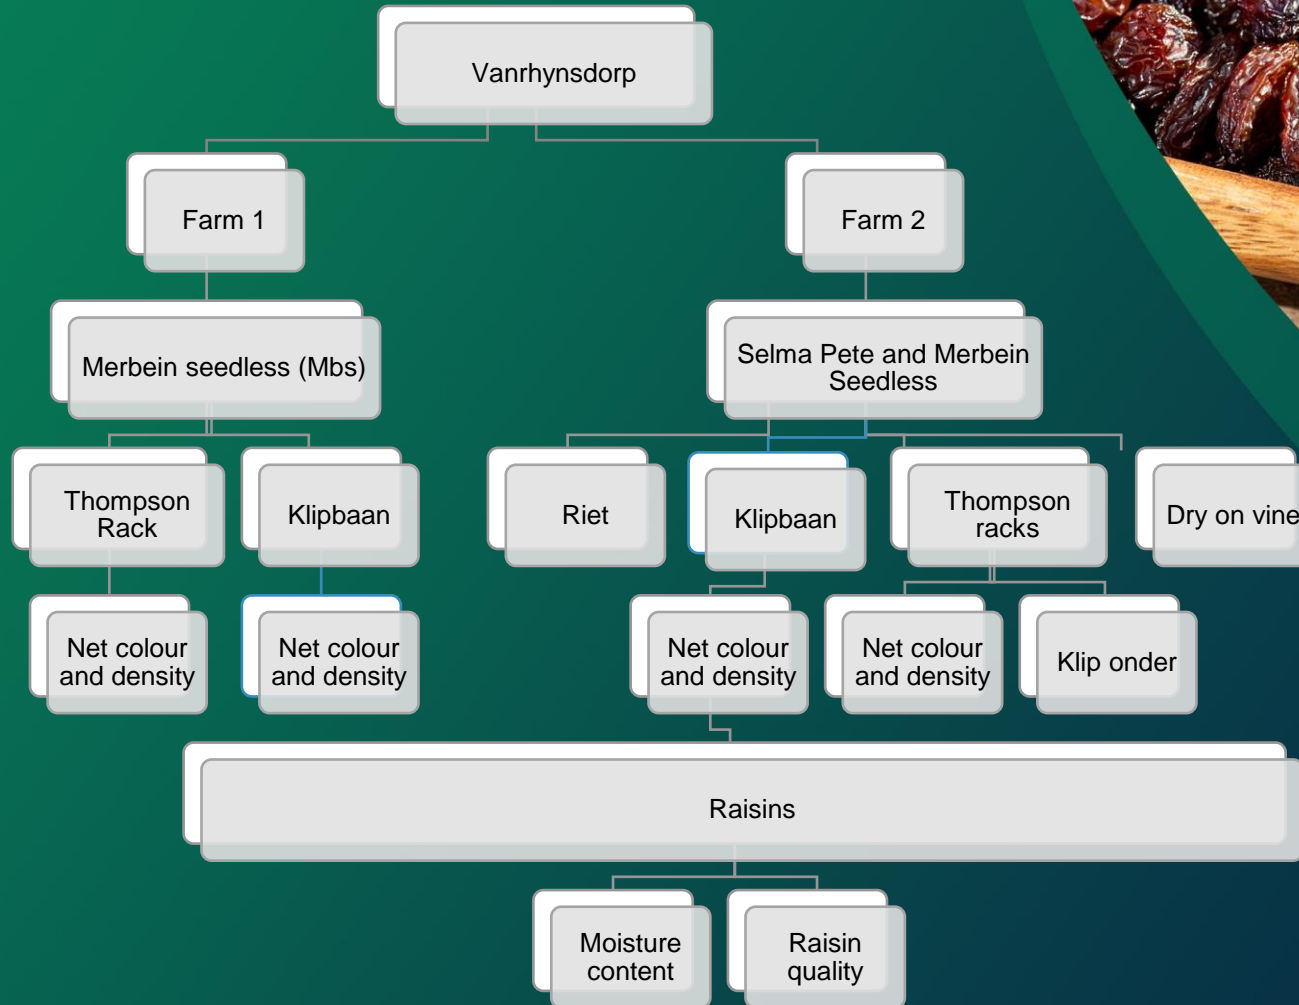 Vanrhynsdorp
Farm 1
Farm 2
Merbein seedless (Mbs)
Selma Pete and Merbein
Seedless
Thompson
Rack
Klipbaan
Riet
Klipbaan
Thompson
racks
Dry on vine
Net colour
and density
Net colour
and density
Net colour
and density
Net colour
and density
Klip onder
Raisins
Moisture
content
Raisin
quality